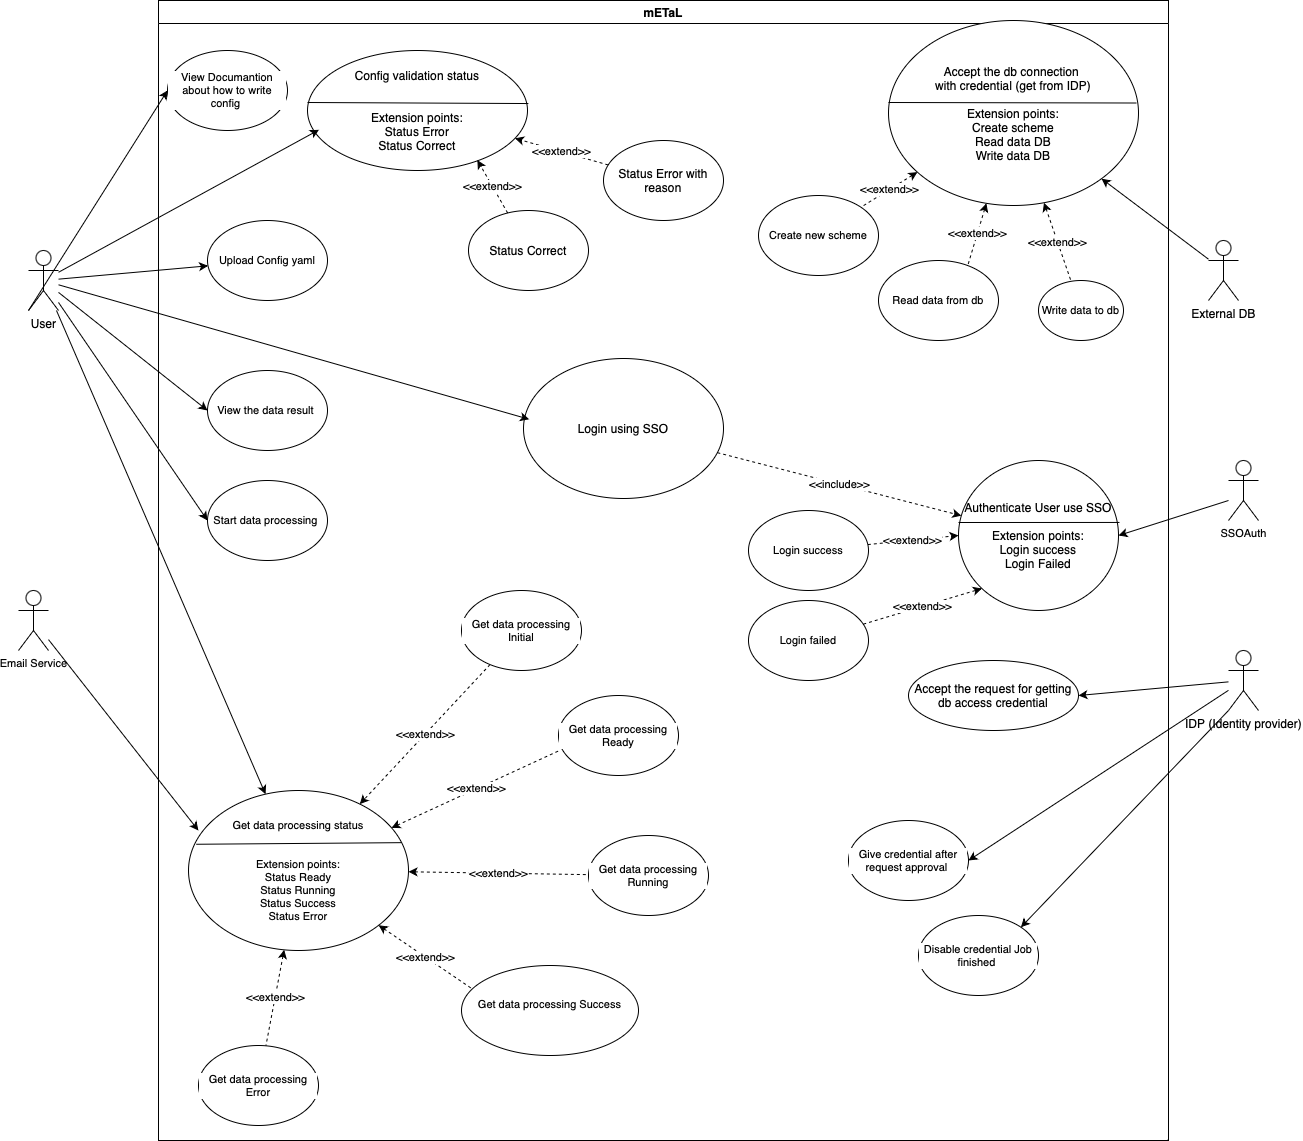 mETaL
View Documantion
about how to write
config
Config validation status
Extension points:
Status Error
Status Correct
<<extend>>
Status Error with
reason
<<extend>>
Status Correct
Accept the db connection
with credential (get from IDP)
Extension points:
Create scheme
Read data DB
Write data DB
<<extend>>
Create new scheme
<<extend>>
Read data from db
<<extend>>
Write data to db
External DB
User
Upload Config yaml
View the data result
Start data processing
Login using SSO
<<include>>
Authenticate User use SSO
Extension points:
Login success
Login Failed
SSOAuth
Login success
<<extend>>
Login failed
<<extend>>
Email Service
Accept the request for getting
db access credential
IDP (Identity provider)
Give credential after
request approval
Disable credential Job
finished
Get data processing
Initial
<<extend>>
Get data processing
Ready
<<extend>>
Get data processing status
Extension points:
Status Ready
Status Running
Status Success
Status Error
<<extend>>
Get data processing
Running
<<extend>>
Get data processing Success
<<extend>>
Get data processing
Error